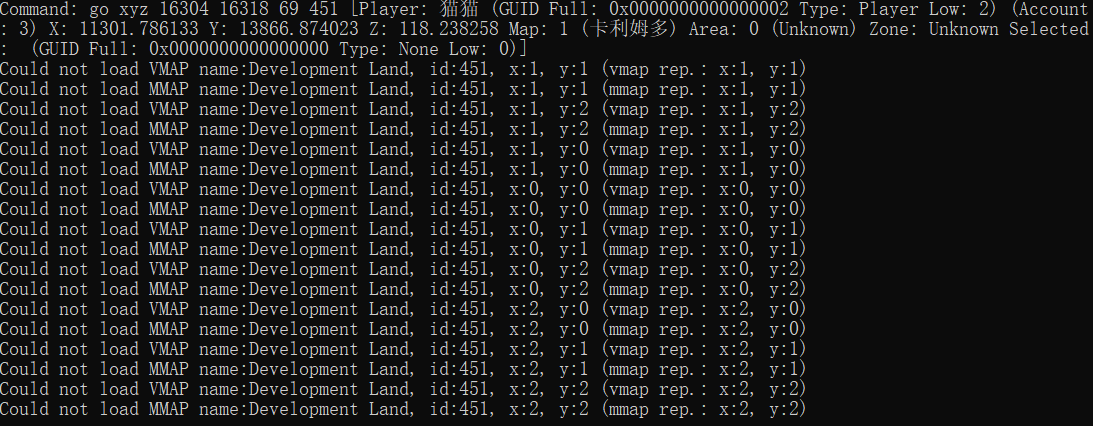 Command: go xyz 16304 16318 69 451 [Player: 猫猫 (GUID Full: 0x0000000000000002 Type: Player Low: 2) (Account
: 3) X: 11301.786133 Y: 13866.874023 Z: 118.238258 Map: 1 (卡利姆多) Area: 0 (Unknown) Zone: Unknown Selected
:  (GUID Full: 0x0000000000000000 Type: None Low: 0)]
Could not load VMAP name:Development Land, id:451, x:1, y:1 (vmap rep.: x:1, y:1)
Could not load MMAP name:Development Land, id:451, x:1, y:1 (mmap rep.: x:1, y:1)
Could not load VMAP name:Development Land, id:451, x:1, y:2 (vmap rep.: x:1, y:2)
Could not load MMAP name:Development Land, id:451, x:1, y:2 (mmap rep.: x:1, y:2)
Could not load VMAP name:Development Land, id:451, x:1, y:0 (vmap rep.: x:1, y:0)
Could not load MMAP name:Development Land, id:451, x:1, y:0 (mmap rep.: x:1, y:0)
Could not load VMAP name:Development Land, id:451, x:0, y:0 (vmap rep.: x:0, y:0)
Could not load MMAP name:Development Land, id:451, x:0, y:0 (mmap rep.: x:0, y:0)
Could not load VMAP name:Development Land, id:451, x:0, y:1 (vmap rep.: x:0, y:1)
Could not load MMAP name:Development Land, id:451, x:0, y:1 (mmap rep.: x:0, y:1)
Could not load VMAP name:Development Land, id:451, x:0, y:2 (vmap rep.: x:0, y:2)
Could not load MMAP name:Development Land, id:451, x:0, y:2 (mmap rep.: x:0, y:2)
Could not load VMAP name:Development Land, id:451, x:2, y:0 (vmap rep.: x:2, y:0)
Could not load MMAP name:Development Land, id:451, x:2, y:0 (mmap rep.: x:2, y:0)
Could not load VMAP name:Development Land, id:451, x:2, y:1 (vmap rep.: x:2, y:1)
Could not load MMAP name:Development Land, id:451, x:2, y:1 (mmap rep.: x:2, y:1)
Could not load VMAP name:Development Land, id:451, x:2, y:2 (vmap rep.: x:2, y:2)
Could not load MMAP name:Development Land, id:451, x:2, y:2 (mmap rep.: x:2, y:2)